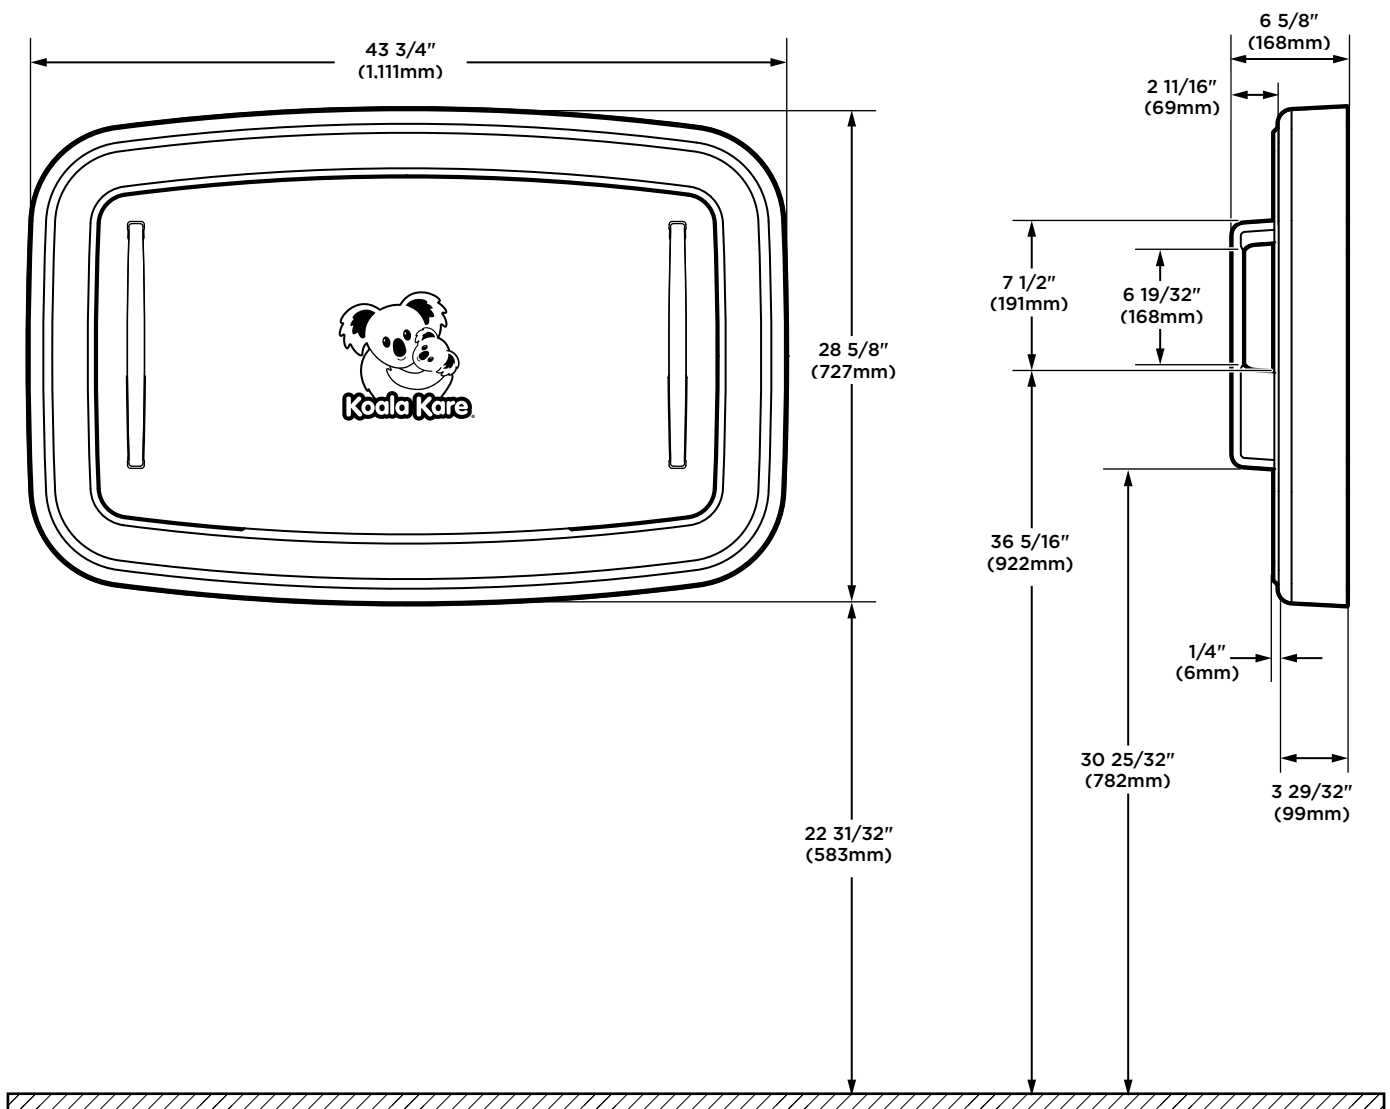 43 3/4"
(1,111mm)
6 5/8"
(168mm)
2 11/16"
(69mm)
7 1/2"
(191mm)
6 19/32"
(168mm)
28 5/8"
(727mm)
Koala Kare
36 5/16"
(922mm)
1/4"
(6mm)
30 25/32"
(782mm)
3 29/32"
(99mm)
22 31/32"
(583mm)